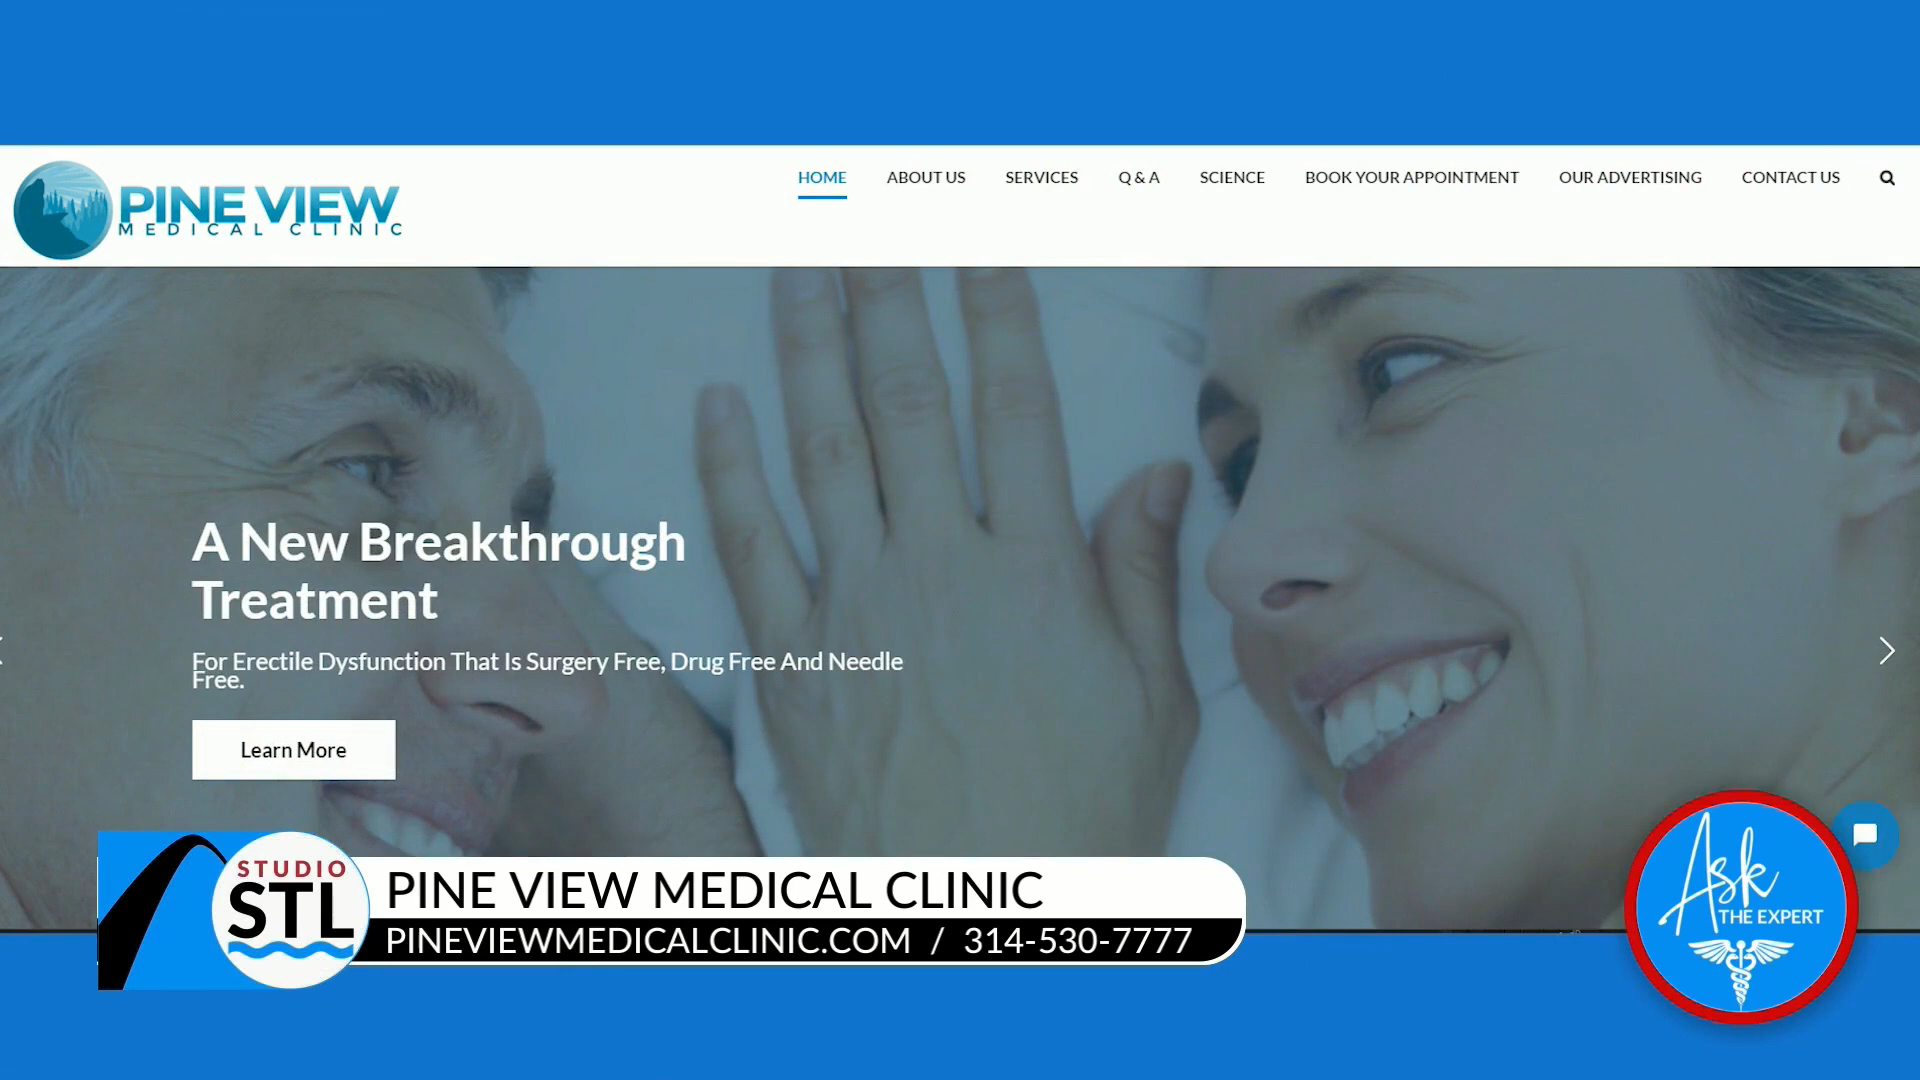 PINE VIEW
MEDICAL CLINIC
HOME ABOUT US SERVICES Q & A SCIENCE BOOK YOUR APPOINTMENT OUR ADVERTISING CONTACT US
A New Breakthrough
Treatment
For Erectile Dysfunction That Is Surgery Free, Drug Free And Needle
Free.
Learn More
STUDIO
STL
PINE VIEW MEDICAL CLINIC
PINEVIEWMEDICALCLINIC.COM / 314-530-7777
Ask
THE EXPERT